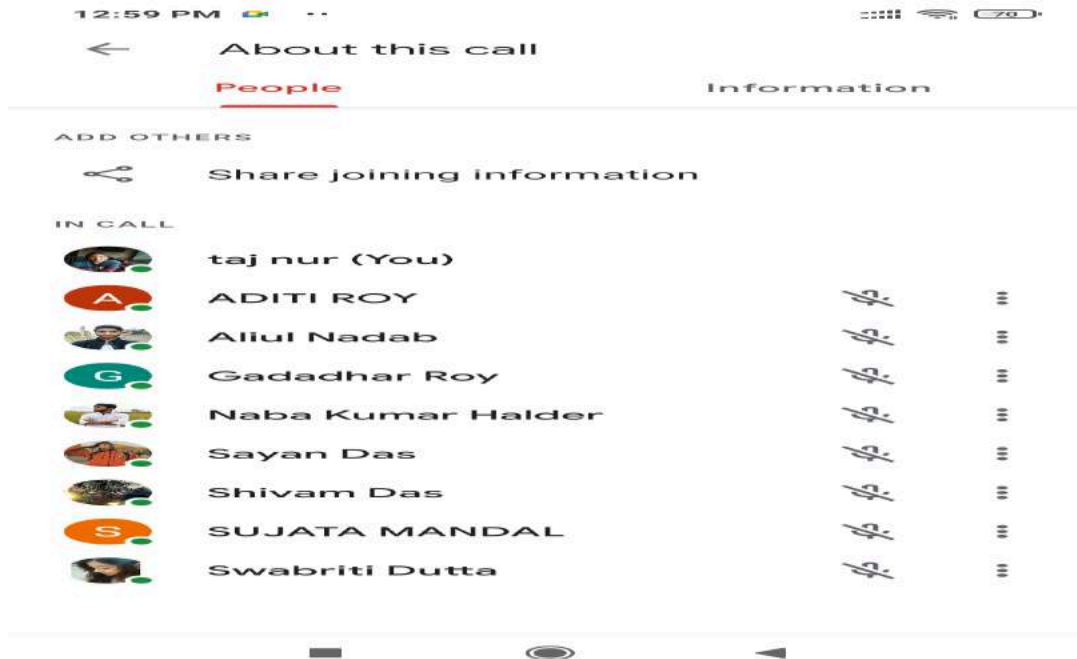 12:59 PM 70
About this call
People Information
ADD OTHERS
Share joining information
IN CALL
taj nur (You)
A ADITI ROY
Aliul Nadab
G Gadadhar Roy
Naba Kumar Halder
Sayan Das
Shivam Das
S SUJATA MANDAL
Swabriti Dutta